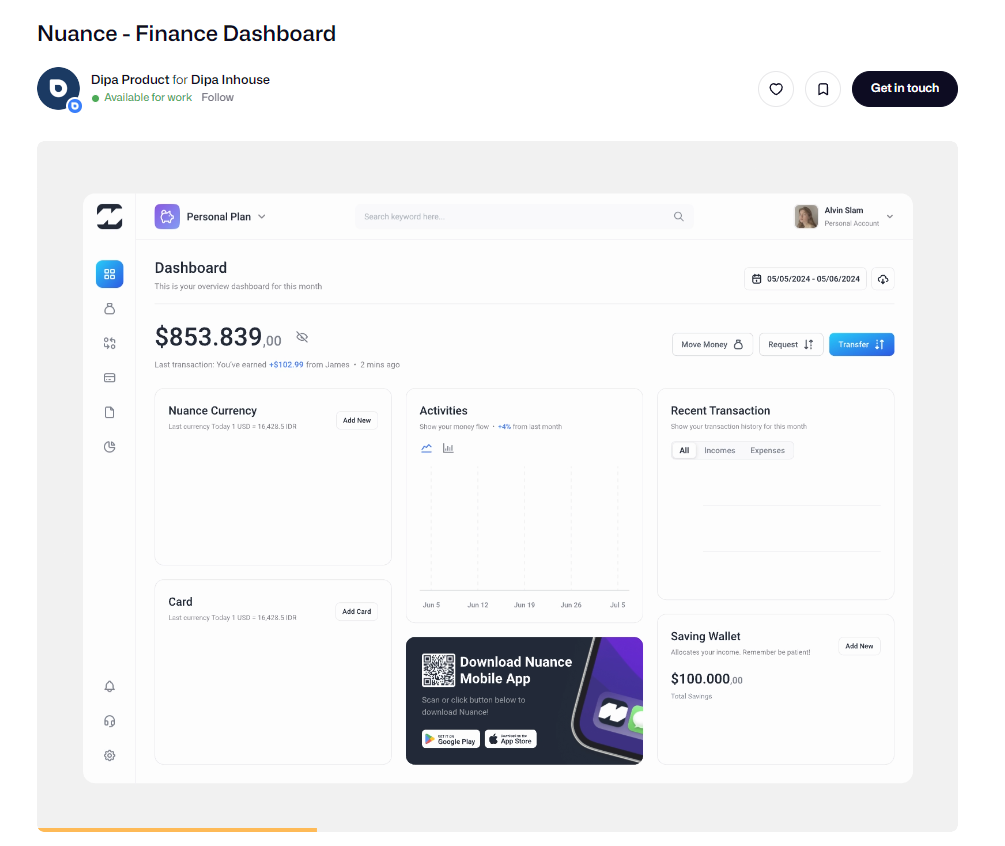 Nuance - Finance Dashboard
Dipa Product for Dipa Inhouse
Available for work Follow
Get in touch
Personal Plan
Search keyword here...
Alvin Slam
Personal Account
Dashboard
This is your overview dashboard for this month
05/05/2024 - 05/06/2024
$853.839,00
Last transaction: You've earned +$102.99 from James • 2 mins ago
Move Money
Request
Transfer
Nuance Currency
Last currency Today 1 USD = 16,428.5 IDR
Add New
Card
Last currency Today 1 USD = 16,428.5 IDR
Add Card
Activities
Show your money flow • +4% from last month
Jun 5 Jun 12 Jun 19 Jun 26 Jul 5
Download Nuance
Mobile App
Scan or click button below to
download Nuance!
GET IT ON
Google Play
App Store
Recent Transaction
Show your transaction history for this month
All Incomes Expenses
Saving Wallet
Allocates your income. Remember be patient!
Add New
$100.000,00
Total Savings